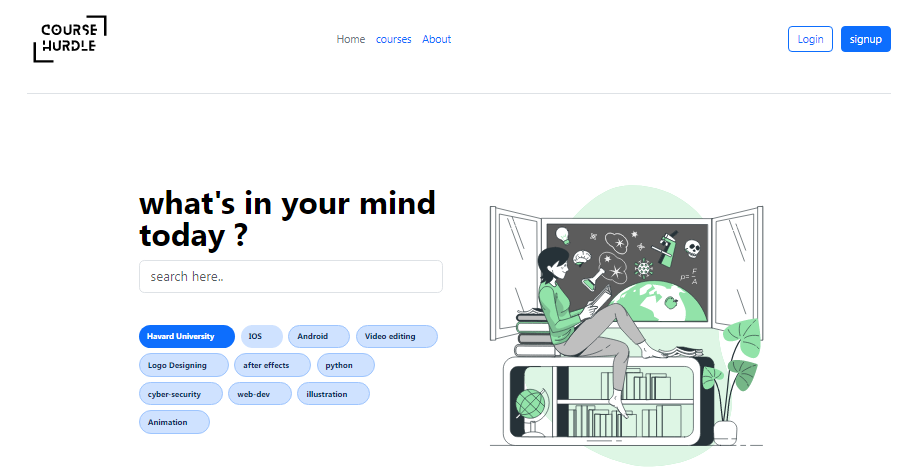 COURSE
HURDLE
Home courses About
Login signup
what's in your mind
today ?
search here..
Havard University IOS Android Video editing
Logo Designing after effects python
cyber-security web-dev illustration
Animation
P= F
A